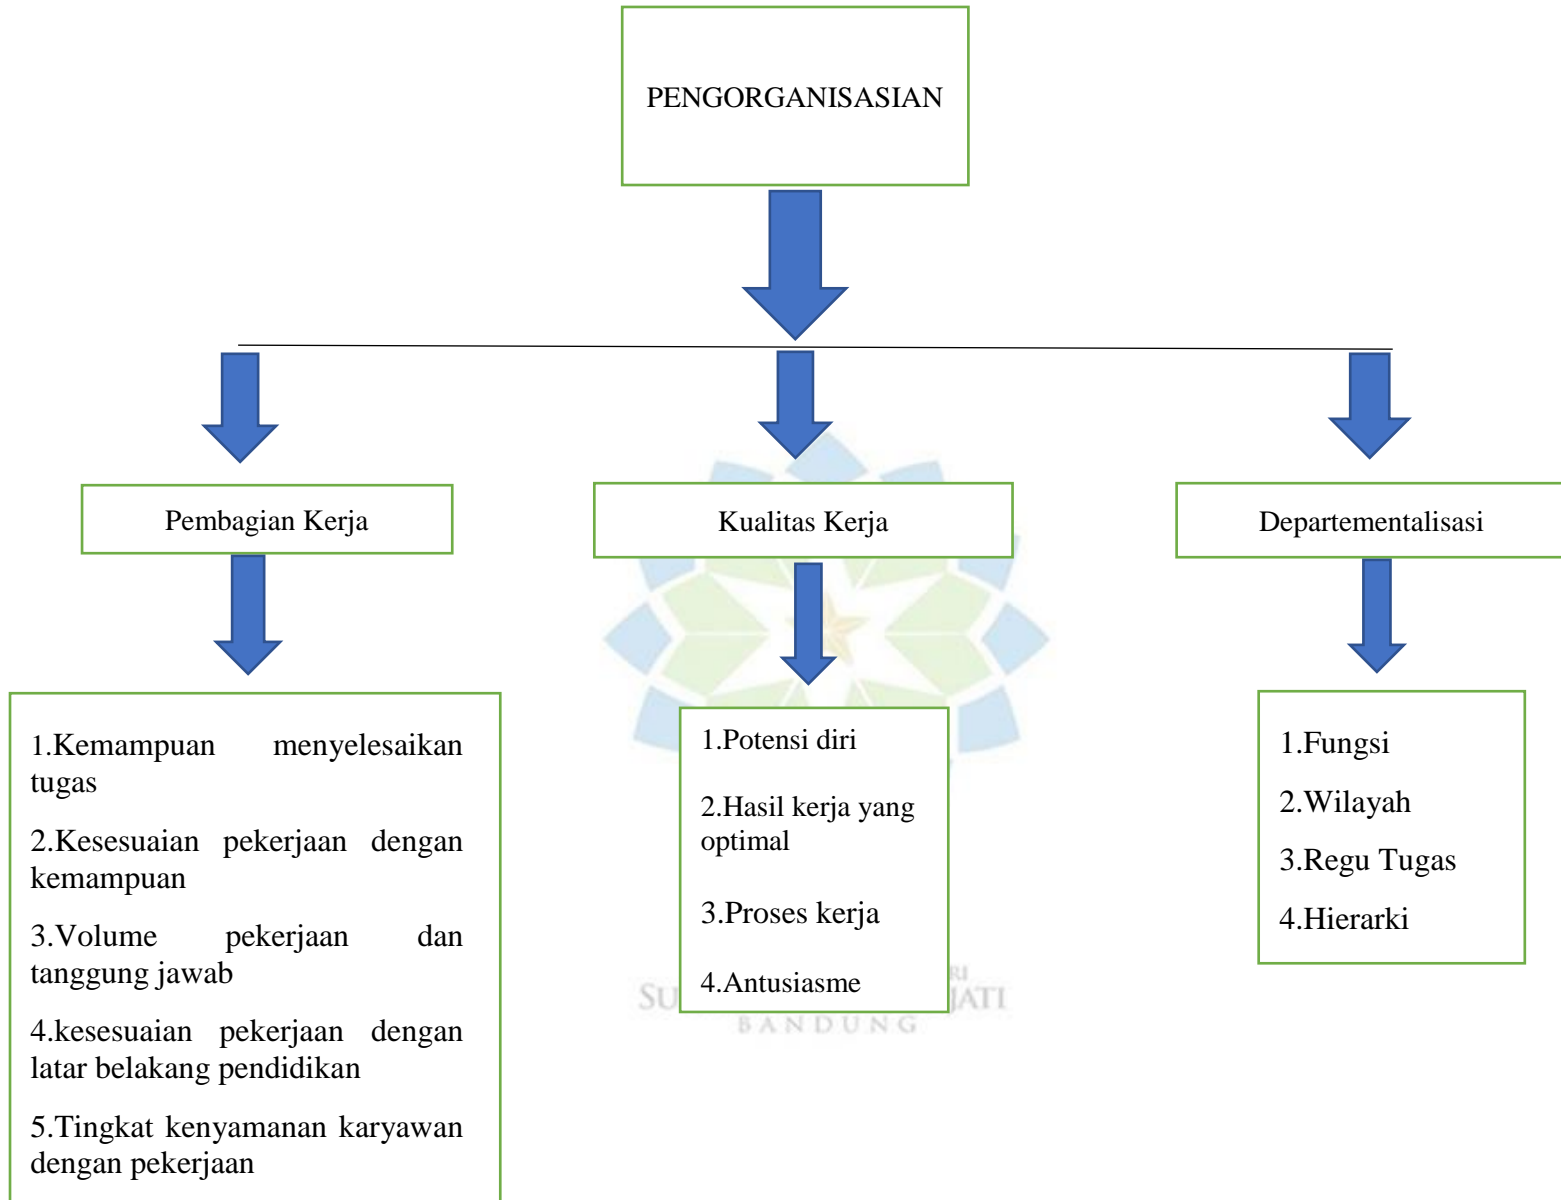 PENGORGANISASIAN
Pembagian Kerja
Kualitas Kerja
Departementalisasi
1.Kemampuan menyelesaikan
tugas
2.Kesesuaian pekerjaan dengan
kemampuan
3.Volume pekerjaan dan
tanggung jawab
4.kesesuaian pekerjaan dengan
latar belakang pendidikan
5.Tingkat kenyamanan karyawan
dengan pekerjaan
1.Potensi diri
2.Hasil kerja yang
optimal
3.Proses kerja
4.Antusiasme
1.Fungsi
2.Wilayah
3.Regu Tugas
4.Hierarki
BANDUNG